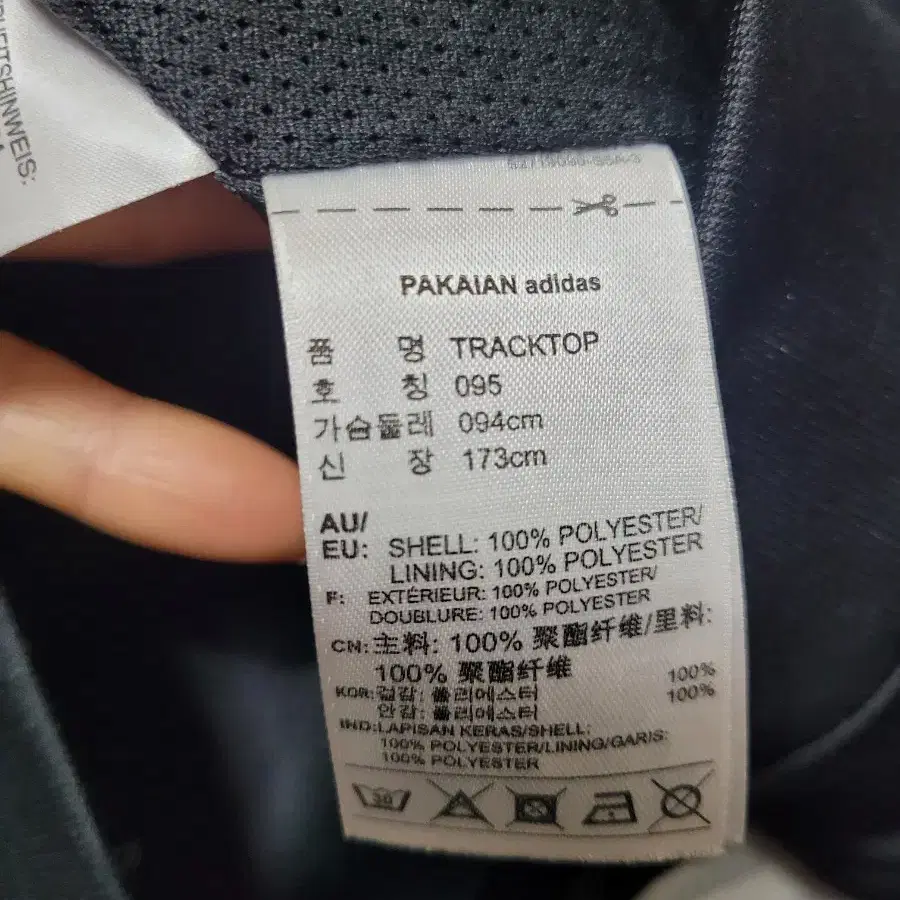 PAKAIAN adidas
품 명 TRACKTOP
호 칭 095
가슴둘레 094cm
신 장 173cm
AU/
EU: SHELL: 100% POLYESTER/
LINING: 100% POLYESTER
F: EXTÉRIEUR: 100% POLYESTER/
DOUBLURE: 100% POLYESTER
CN: 主料: 100% 聚酯纤维/里料:
100% 聚酯纤维
KOR: 겉감: 폴리에스터 100%
안감: 폴리에스터 100%
IND: LAPISAN KERAS/SHELL:
100% POLYESTER/LINING/GARIS:
100% POLYESTER
30